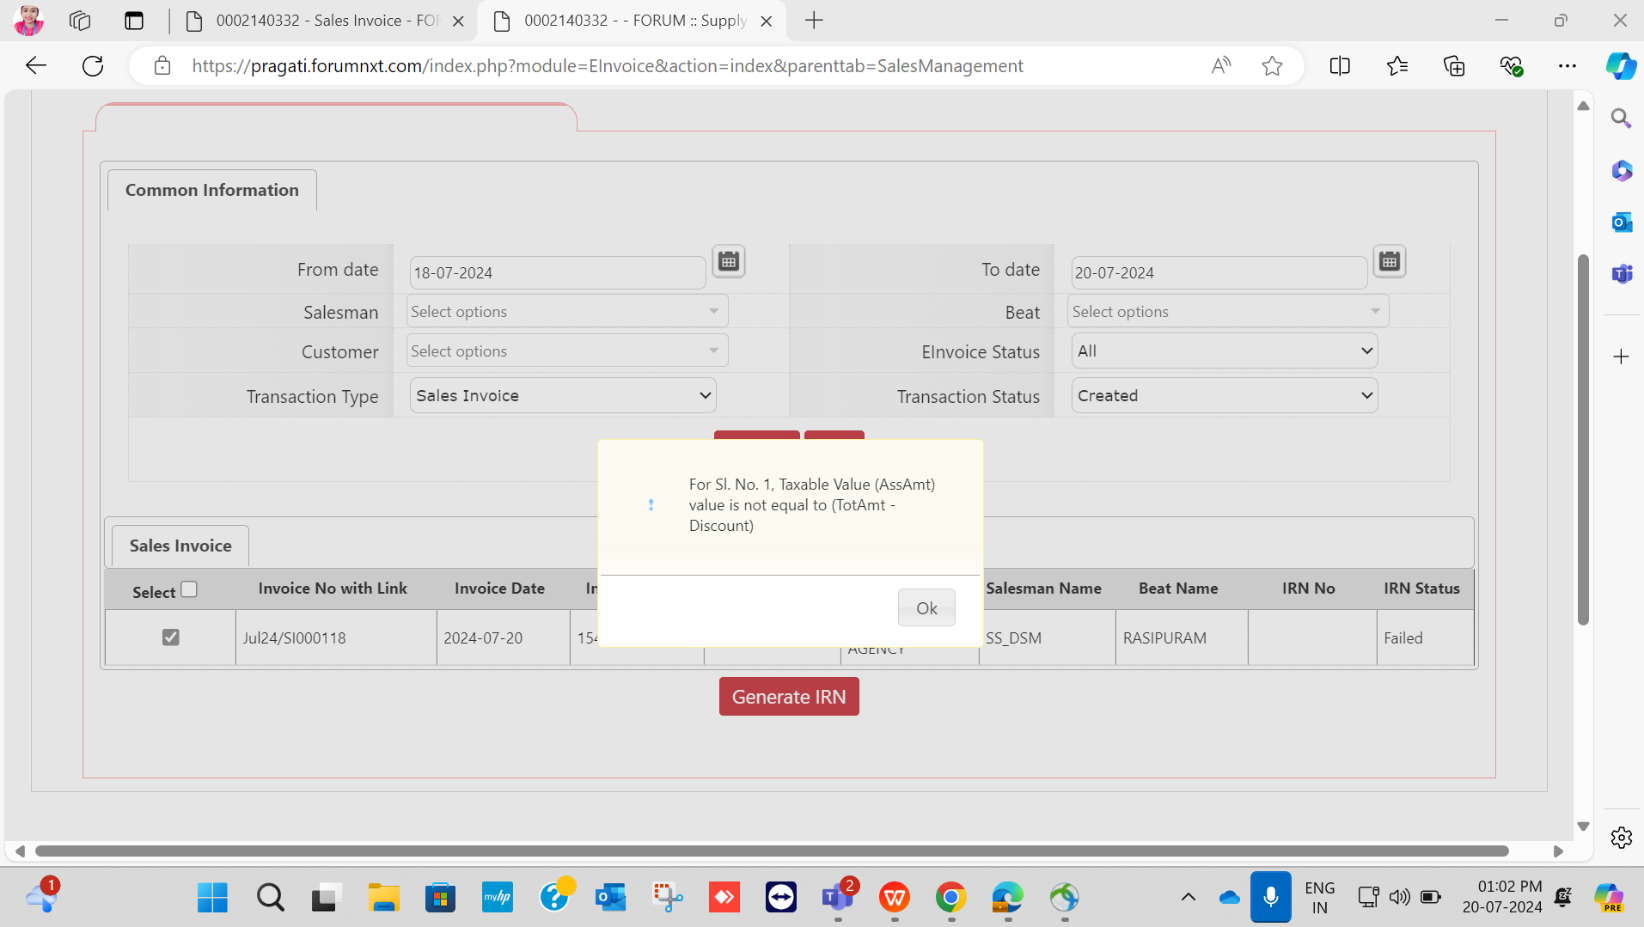 0002140332 - Sales Invoice - FOR
0002140332 - - FORUM :: Supply
https://pragati.forumnxt.com/index.php?module=EInvoice&action=index&parenttab=SalesManagement
Common Information
From date 18-07-2024 To date 20-07-2024
Salesman Select options Beat Select options
Customer Select options EInvoice Status All
Transaction Type Sales Invoice Transaction Status Created
For Sl. No. 1, Taxable Value (AssAmt)
value is not equal to (TotAmt -
Discount)
Ok
Sales Invoice
Select Invoice No with Link Invoice Date In Salesman Name Beat Name IRN No IRN Status
Jul24/SI000118 2024-07-20 154 AGENCY SS_DSM RASIPURAM Failed
Generate IRN
1
myhp
2
ENG
IN
01:02 PM
20-07-2024
PRE